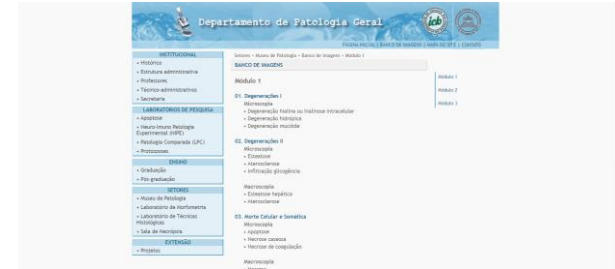 Departamento de Patologia Geral
icb
PÁGINA INICIAL | BANCO DE IMAGENS | MAPA DO SITE | CONTATO
INSTITUCIONAL
Histórico
Estrutura administrativa
Professores
Técnico-administrativos
Secretaria
LABORATÓRIOS DE PESQUISA
Apoptose
Neuro-Imuno Patologia
Experimental (NIPE)
Patologia Comparada (LPC)
Protozooses
ENSINO
Graduação
Pós-graduação
SETORES
Museu de Patologia
Laboratório de Morfometria
Laboratório de Técnicas
Histológicas
Sala de Necrópsia
EXTENSÃO
Projetos
Setores » Museu de Patologia » Banco de Imagens » Módulo 1
BANCO DE IMAGENS
Módulo 1
01. Degenerações I
Microscopia
Degeneração hialina ou hialinose intracelular
Degeneração hidrópica
Degeneração mucóide
02. Degenerações II
Microscopia
Esteatose
Aterosclerose
Infiltração glicogênica
Macroscopia
Esteatose hepática
Aterosclerose
03. Morte Celular e Somática
Microscopia
Apoptose
Necrose caseosa
Necrose de coagulação
Macroscopia
Módulo 1
Módulo 2
Módulo 3